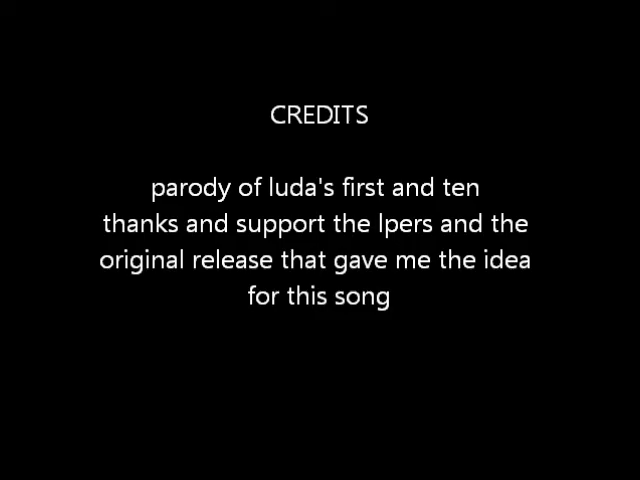 CREDITS
parody of luda's first and ten
thanks and support the lpers and the
original release that gave me the idea
for this song